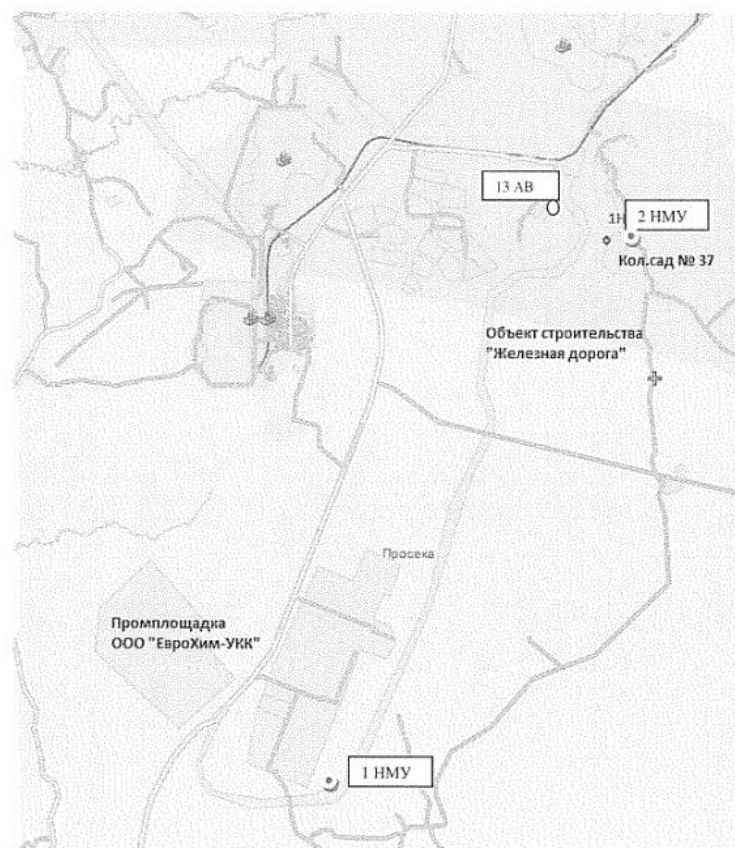 13 АВ
1Н
2 НМУ
Кол.сад № 37
Объект строительства
"Железная дорога"
Просека
Промплощадка
ООО "ЕвроХим-УКК"
1 НМУ